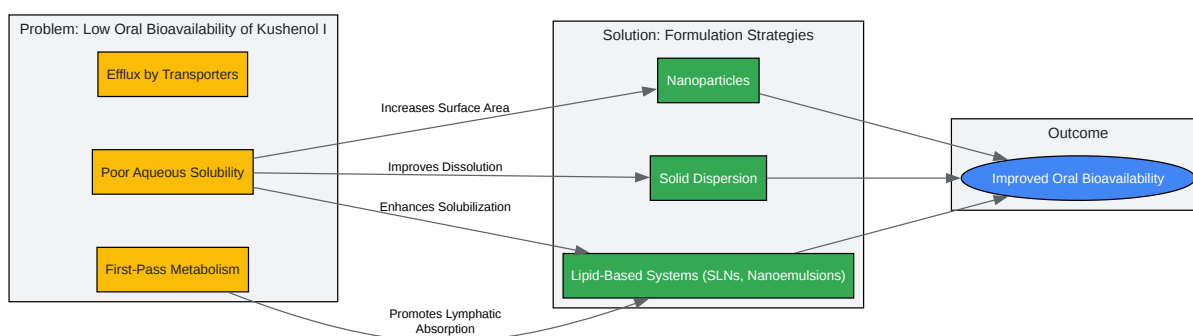 Problem: Low Oral Bioavailability of Kushenol I
Efflux by Transporters
Poor Aqueous Solubility
First-Pass Metabolism
Increases Surface Area
Improves Dissolution
Enhances Solubilization
Promotes Lymphatic
Absorption
Solution: Formulation Strategies
Nanoparticles
Solid Dispersion
Lipid-Based Systems (SLNs, Nanoemulsions)
Outcome
Improved Oral Bioavailability